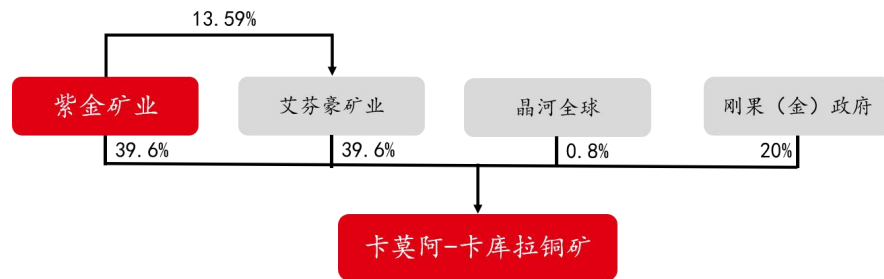 13.59%
紫金矿业
艾芬豪矿业
晶河全球
刚果（金）政府
39.6%
39.6%
0.8%
20%
卡莫阿-卡库拉铜矿